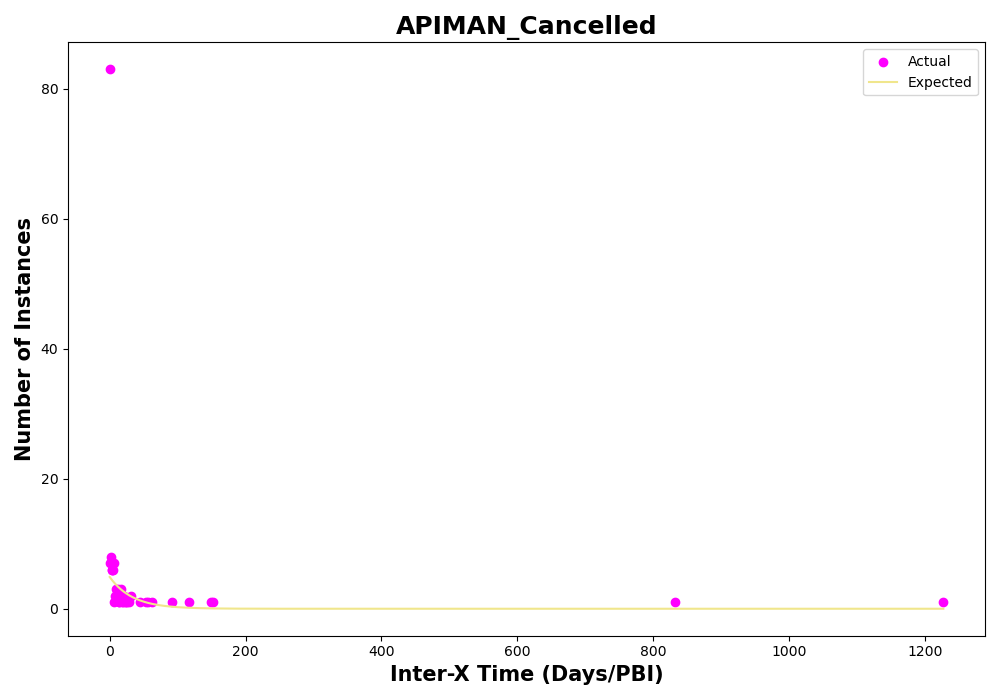 APIMAN_Cancelled
Actual
Expected
Number of Instances
80
60
40
20
0
0
200
400
600
800
1000
1200
Inter-X Time (Days/PBI)